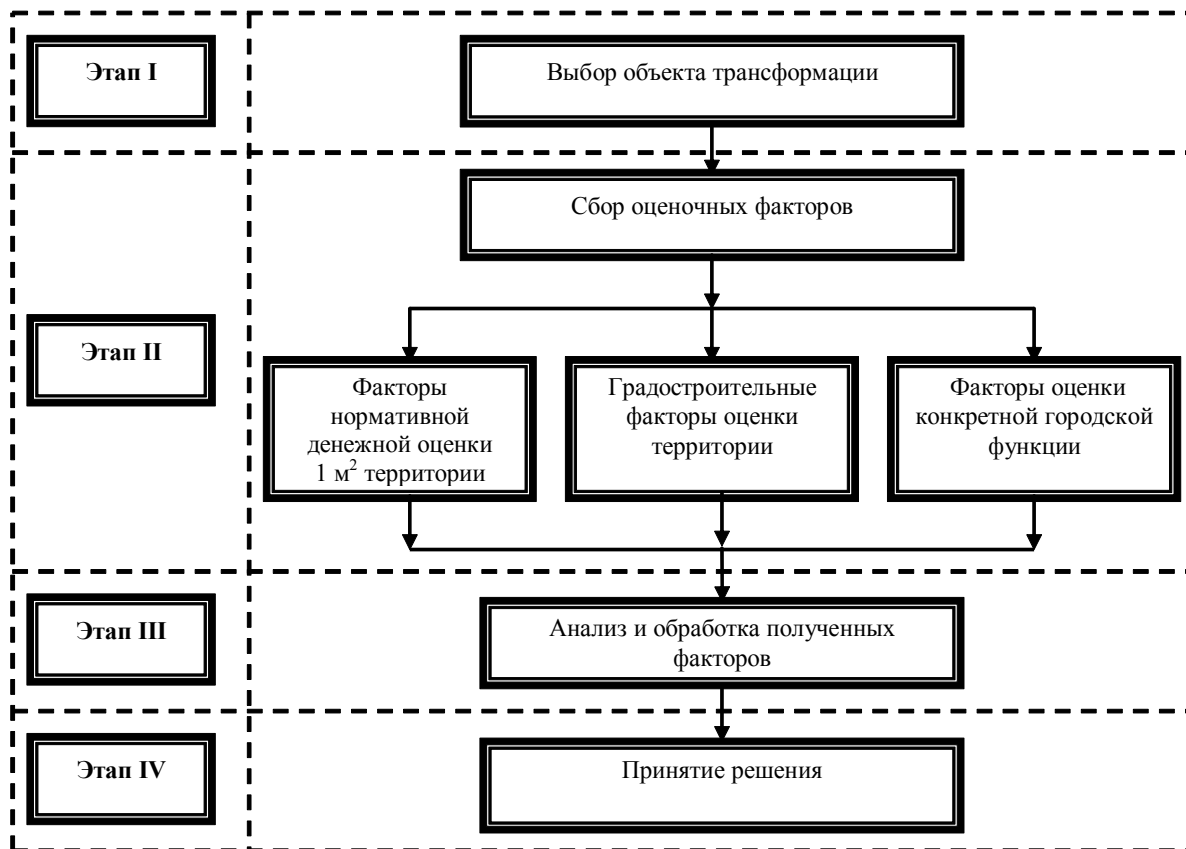 Этап I
Выбор объекта трансформации
Этап II
Сбор оценочных факторов
Факторы
нормативной
денежной оценки
1 м² территории
Градостроительные
факторы оценки
территории
Факторы оценки
конкретной городской
функции
Этап III
Анализ и обработка полученных
факторов
Этап IV
Принятие решения